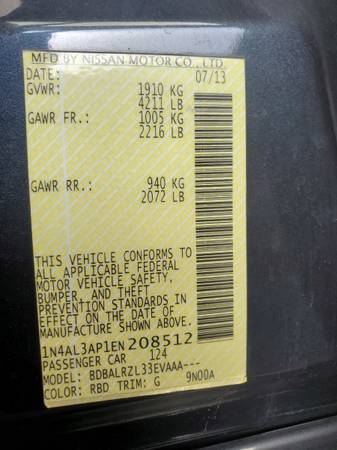 MFD BY NISSAN MOTOR CO., LTD.
DATE: 07/13
GVWR: 1910 KG
4211 LB
GAWR FR.: 1005 KG
2216 LB
GAWR RR.: 940 KG
2072 LB
THIS VEHICLE CONFORMS TO
ALL APPLICABLE FEDERAL
MOTOR VEHICLE SAFETY,
BUMPER, AND THEFT
PREVENTION STANDARDS IN
EFFECT ON THE DATE OF
MANUFACTURE SHOWN ABOVE.
1N4AL3AP1EN208512
PASSENGER CAR 124
MODEL: BDBALRZL33EVAAA---
COLOR: RBD TRIM: G 9N00A